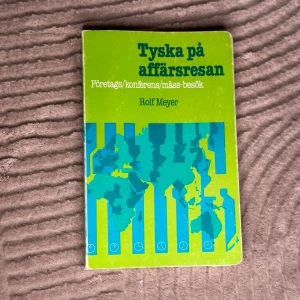 Tyska på
affärsresan
Företags/konferens/mäss-besök
Rolf Meyer